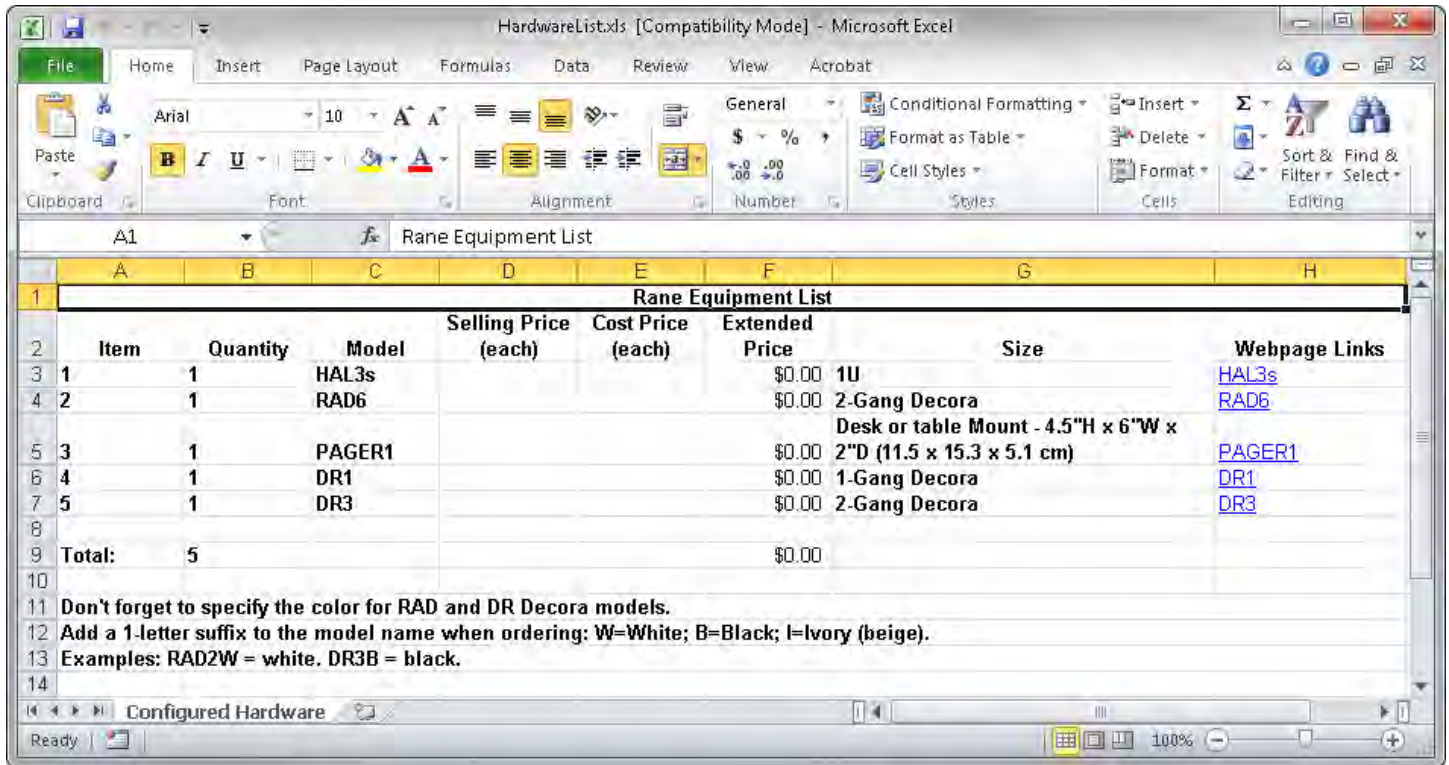 HardwareList.xls [Compatibility Mode] - Microsoft Excel
File Home Insert Page Layout Formulas Data Review View Acrobat
Paste
Clipboard
Arial 10
B I U A
Font
Alignment
General
$ % ,
Number
Conditional Formatting
Format as Table
Cell Styles
Styles
Insert
Delete
Format
Cells
Σ
Sort & Filter
Find & Select
Editing
A1 fx Rane Equipment List
A B C D E F G H
1 Rane Equipment List
2 Item Quantity Model Selling Price (each) Cost Price (each) Extended Price Size Webpage Links
3 1 1 HAL3s $0.00 1U HAL3s
4 2 1 RAD6 $0.00 2-Gang Decora RAD6
5 3 1 PAGER1 $0.00 Desk or table Mount - 4.5"H x 6"W x 2"D (11.5 x 15.3 x 5.1 cm) PAGER1
6 4 1 DR1 $0.00 1-Gang Decora DR1
7 5 1 DR3 $0.00 2-Gang Decora DR3
8
9 Total: 5 $0.00
10
11 Don't forget to specify the color for RAD and DR Decora models.
12 Add a 1-letter suffix to the model name when ordering: W=White; B=Black; I=Ivory (beige).
13 Examples: RAD2W = white. DR3B = black.
14
Configured Hardware
Ready 100%